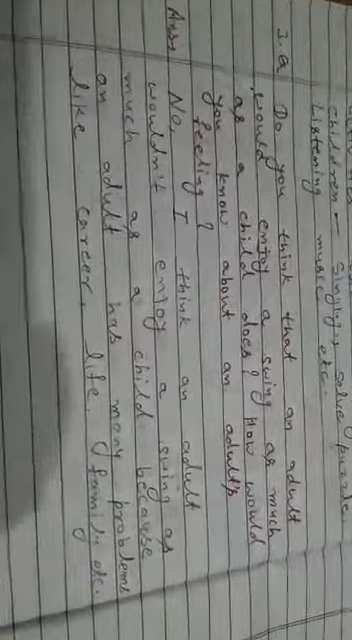 children - Singing, solve puzzle,
Listening music etc.
3. a Do you think that an adult
would enjoy a swing as much
as a child does? How would
you know about an adult's
feeling?
Ans: No, I think an adult
wouldn't enjoy a swing as
much as a child because
an adult has many problems
like career, life, family etc.